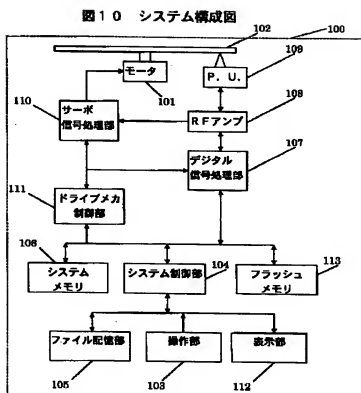 図10 システム構成図
100
102
109
モータ
P.U.
101
110
サーボ
信号処理部
108
RFアンプ
107
デジタル
信号処理部
111
ドライブメカ
制御部
106
システム
メモリ
システム制御部
104
フラッシュ
メモリ
113
ファイル記憶部
105
操作部
103
表示部
112